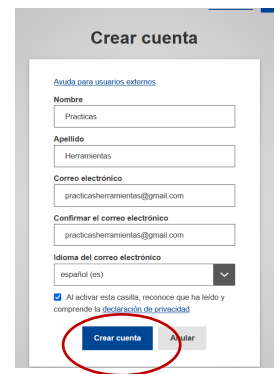 Crear cuenta
Ayuda para usuarios externos
Nombre
Practicas
Apellido
Herramientas
Correo electrónico
practicasherramientas@gmail.com
Confirmar el correo electrónico
practicasherramientas@gmail.com
Idioma del correo electrónico
español (es)
Al activar esta casilla, reconoce que ha leído y
comprende la declaración de privacidad
Crear cuenta Anular